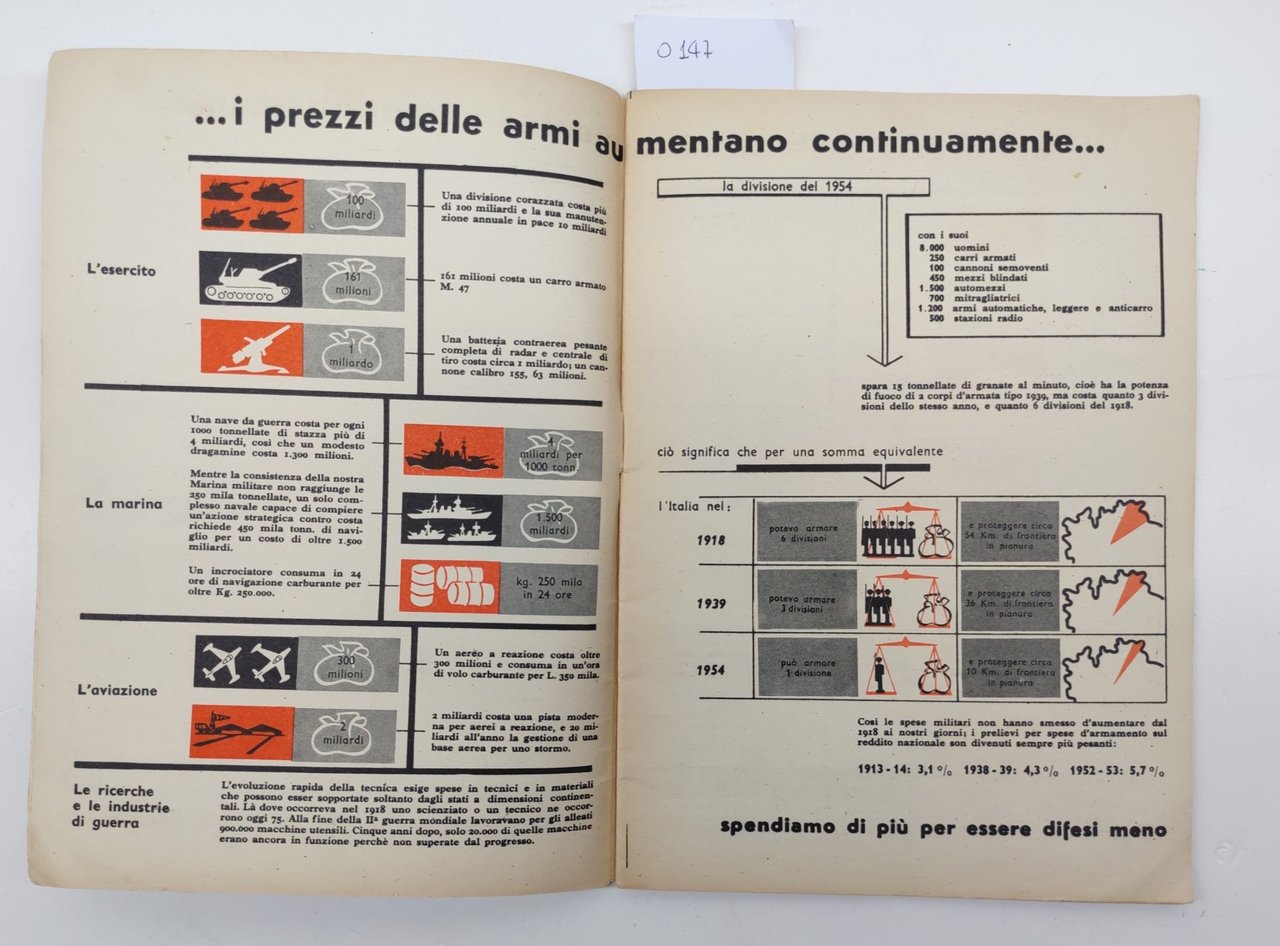 O 147
...i prezzi delle armi aumentano continuamente...
L'esercito
100
miliardi
Una divisione corazzata costa più
di 100 miliardi e la sua manuten-
zione annuale in pace 10 miliardi
161
milioni
161 milioni costa un carro armato
M. 47
1
miliardo
Una batteria contraerea pesante
completa di radar e centrale di
tiro costa circa 1 miliardo; un can-
none calibro 155, 63 milioni.
La marina
Una nave da guerra costa per ogni
1000 tonnellate di stazza più di
4 miliardi, così che un modesto
dragamine costa 1.300 milioni.
4
miliardi per
1000 tonn.
Mentre la consistenza della nostra
Marina militare non raggiunge le
250 mila tonnellate, un solo com-
plesso navale capace di compiere
un'azione strategica contro costa
richiede 450 mila tonn. di navi-
glio per un costo di oltre 1.500
miliardi.
1.500
miliardi
Un incrociatore consuma in 24
ore di navigazione carburante per
oltre Kg. 250.000.
kg. 250 mila
in 24 ore
L'aviazione
300
milioni
Un aereo a reazione costa oltre
300 milioni e consuma in un'ora
di volo carburante per L. 350 mila.
2
miliardi
2 miliardi costa una pista moder-
na per aerei a reazione, e 20 mi-
liardi all'anno la gestione di una
base aerea per uno stormo.
Le ricerche
e le industrie
di guerra
L'evoluzione rapida della tecnica esige spese in tecnici e in materiali
che possono esser sopportate soltanto dagli stati a dimensioni continen-
tali. Là dove occorreva nel 1918 uno scienziato o un tecnico ne occor-
rono oggi 75. Alla fine della IIª guerra mondiale lavoravano per gli alleati
900.000 macchine utensili. Cinque anni dopo, solo 20.000 di quelle macchine
erano ancora in funzione perchè non superate dal progresso.
la divisione del 1954
con i suoi
8.000 uomini
250 carri armati
100 cannoni semoventi
450 mezzi blindati
1.500 automezzi
700 mitragliatrici
1.200 armi automatiche, leggere e anticarro
500 stazioni radio
spara 15 tonnellate di granate al minuto, cioè ha la potenza
di fuoco di 2 corpi d'armata tipo 1939, ma costa quanto 3 divi-
sioni dello stesso anno, e quanto 6 divisioni del 1918.
ciò significa che per una somma equivalente
l'Italia nel:
1918
poteva armare
6 divisioni
e proteggere circa
54 Km. di frontiera
in pianura
1939
poteva armare
3 divisioni
e proteggere circa
36 Km. di frontiera
in pianura
1954
può armare
1 divisione
e proteggere circa
10 Km. di frontiera
in pianura
Così le spese militari non hanno smesso d'aumentare dal
1918 ai nostri giorni; i prelievi per spese d'armamento sul
reddito nazionale son divenuti sempre più pesanti:
1913-14: 3,1 % 1938-39: 4,3 % 1952-53: 5,7 %
spendiamo di più per essere difesi meno